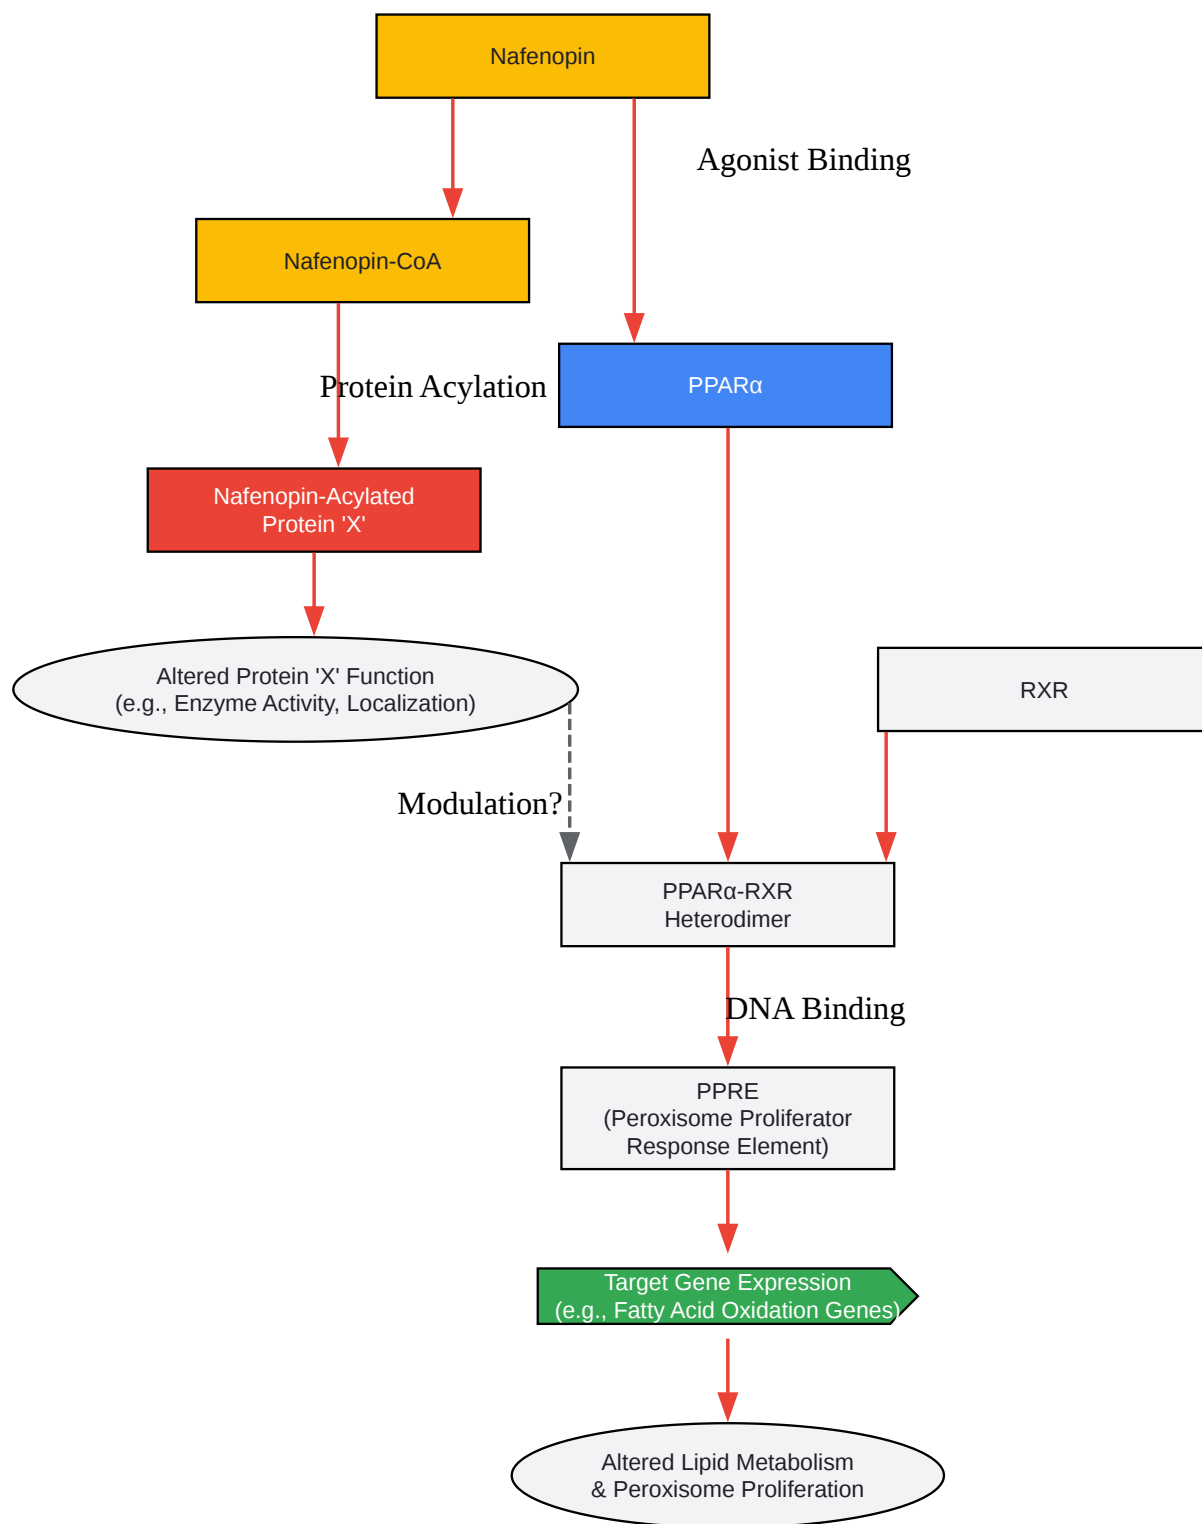 Nafenopin
Agonist Binding
Nafenopin-CoA
Protein Acylation
PPARα
Nafenopin-Acylated
Protein 'X'
Altered Protein 'X' Function
(e.g., Enzyme Activity, Localization)
RXR
Modulation?
PPARα-RXR
Heterodimer
DNA Binding
PPRE
(Peroxisome Proliferator
Response Element)
Target Gene Expression
(e.g., Fatty Acid Oxidation Genes)
Altered Lipid Metabolism
& Peroxisome Proliferation